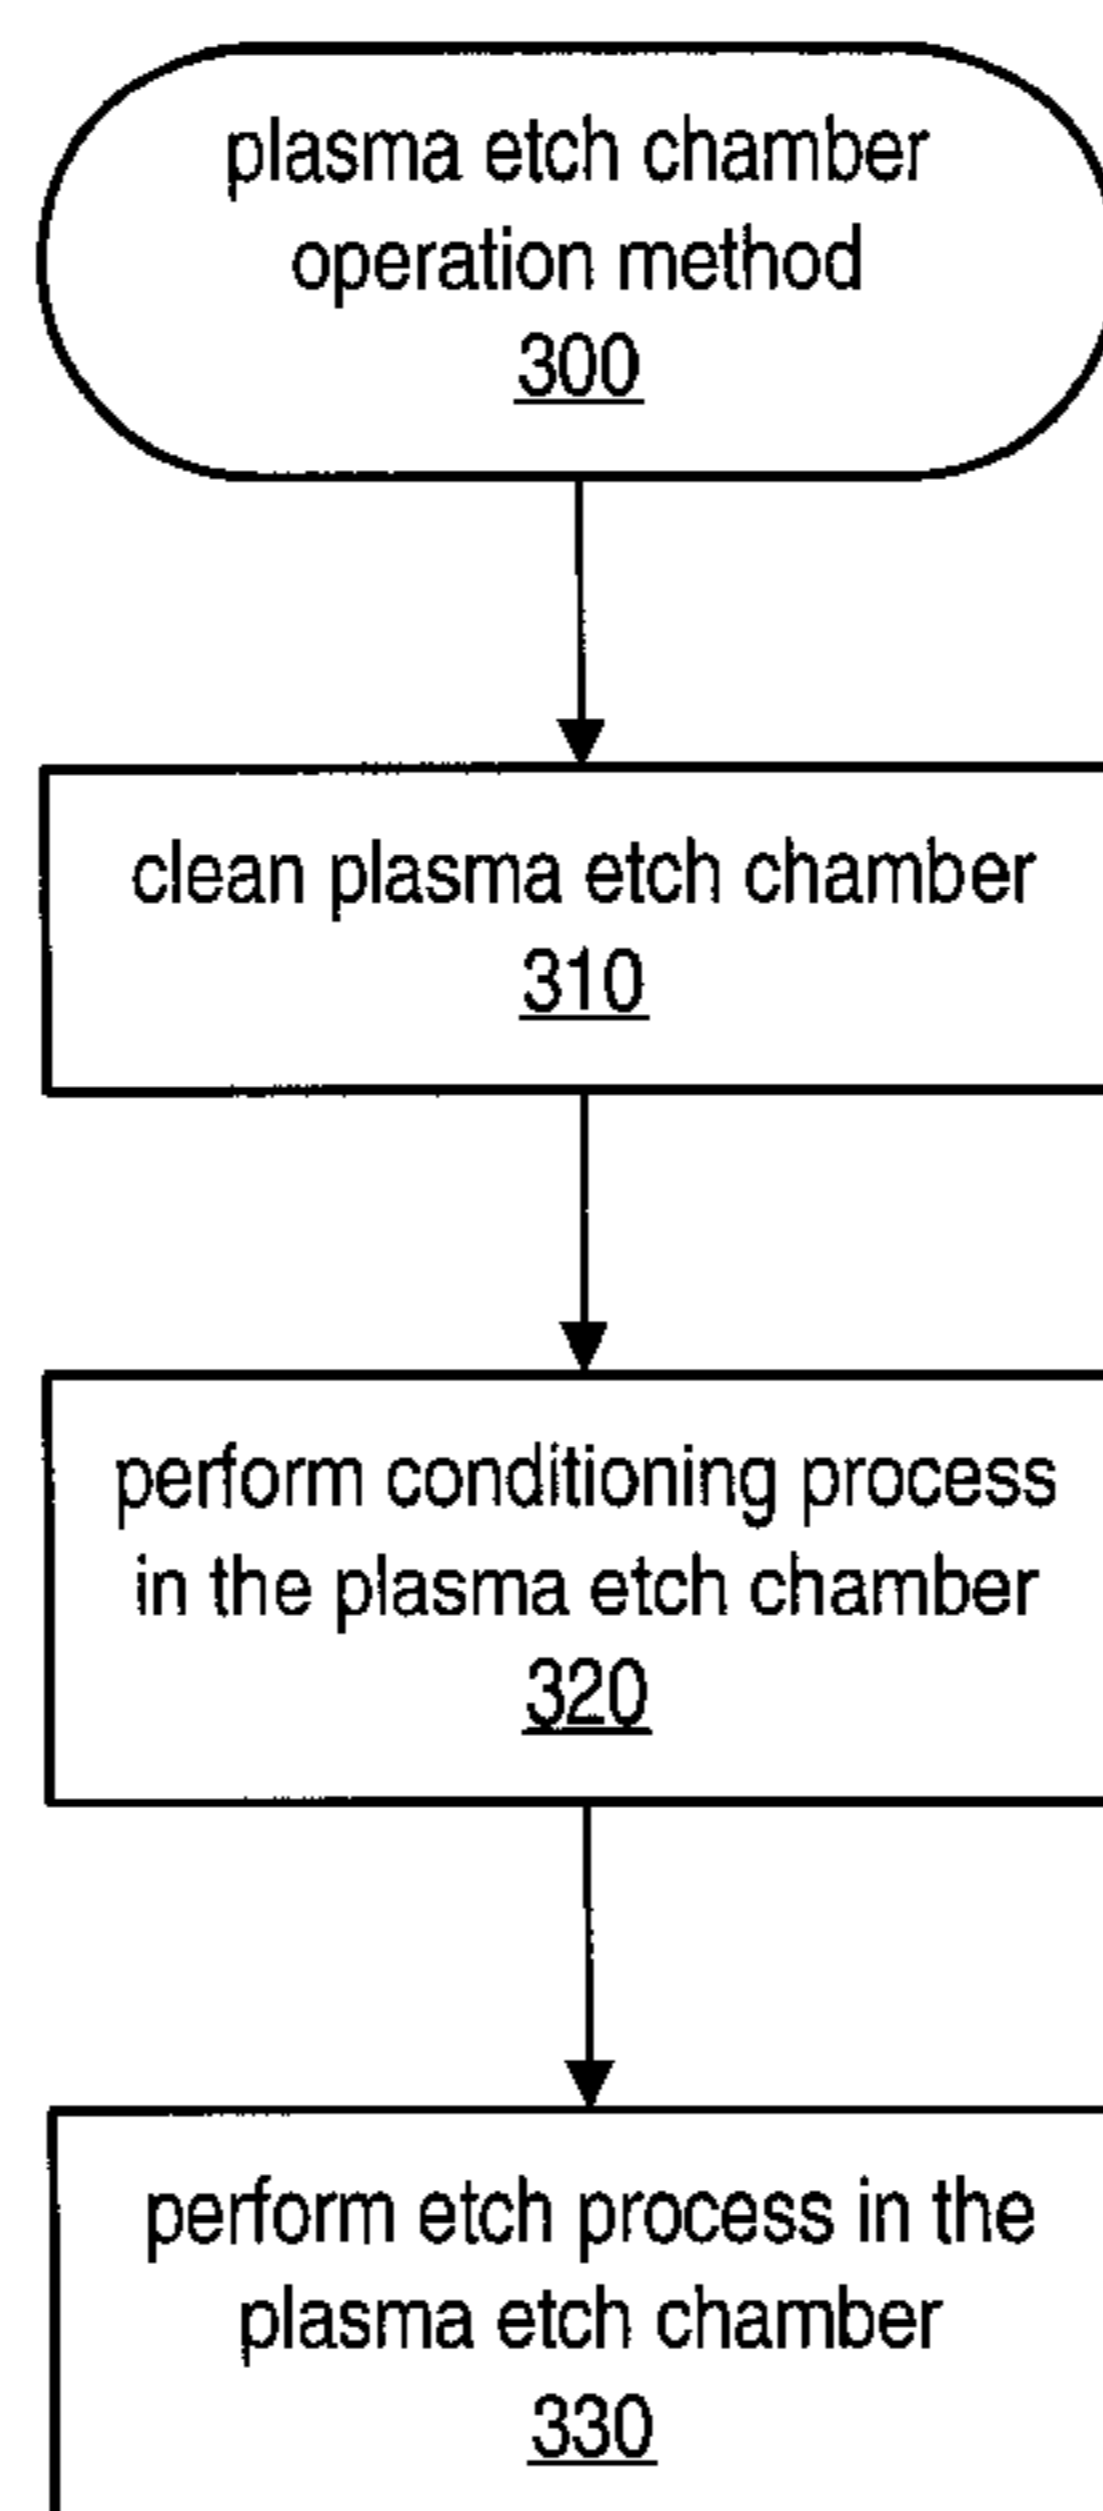 plasma etch chamber
operation method
300
clean plasma etch chamber
310
perform conditioning process
in the plasma etch chamber
320
perform etch process in the
plasma etch chamber
330